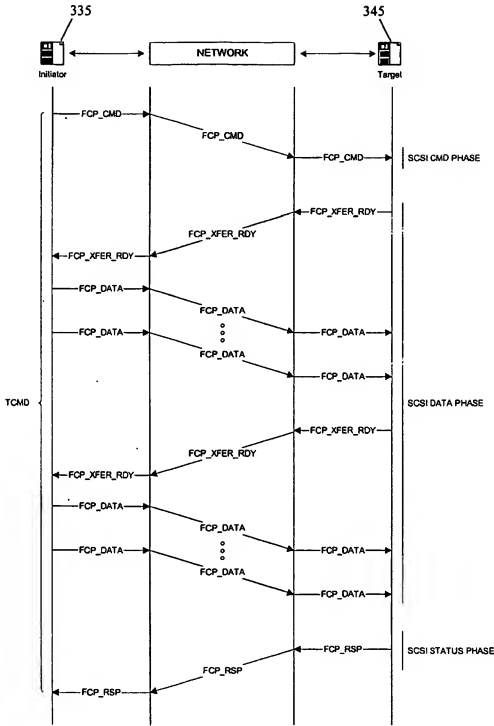 335
345
NETWORK
Initiator
Target
FCP_CMD
FCP_CMD
FCP_CMD
SCSI CMD PHASE
FCP_XFER_RDY
FCP_XFER_RDY
FCP_XFER_RDY
FCP_DATA
FCP_DATA
FCP_DATA
FCP_DATA
FCP_DATA
FCP_DATA
TCMD
SCSI DATA PHASE
FCP_XFER_RDY
FCP_XFER_RDY
FCP_XFER_RDY
FCP_DATA
FCP_DATA
FCP_DATA
FCP_DATA
FCP_DATA
FCP_DATA
FCP_RSP
SCSI STATUS PHASE
FCP_RSP
FCP_RSP